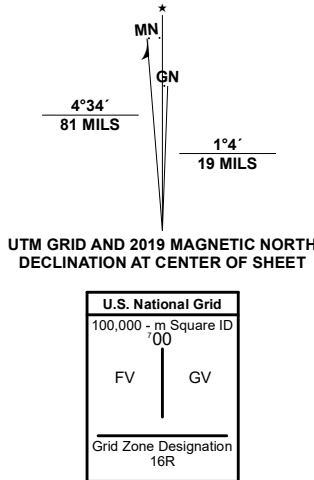 ★
MN
GN
4°34´
81 MILS
1°4´
19 MILS
UTM GRID AND 2019 MAGNETIC NORTH
DECLINATION AT CENTER OF SHEET
U.S. National Grid
100,000 - m Square ID
⁷00
FV GV
Grid Zone Designation
16R